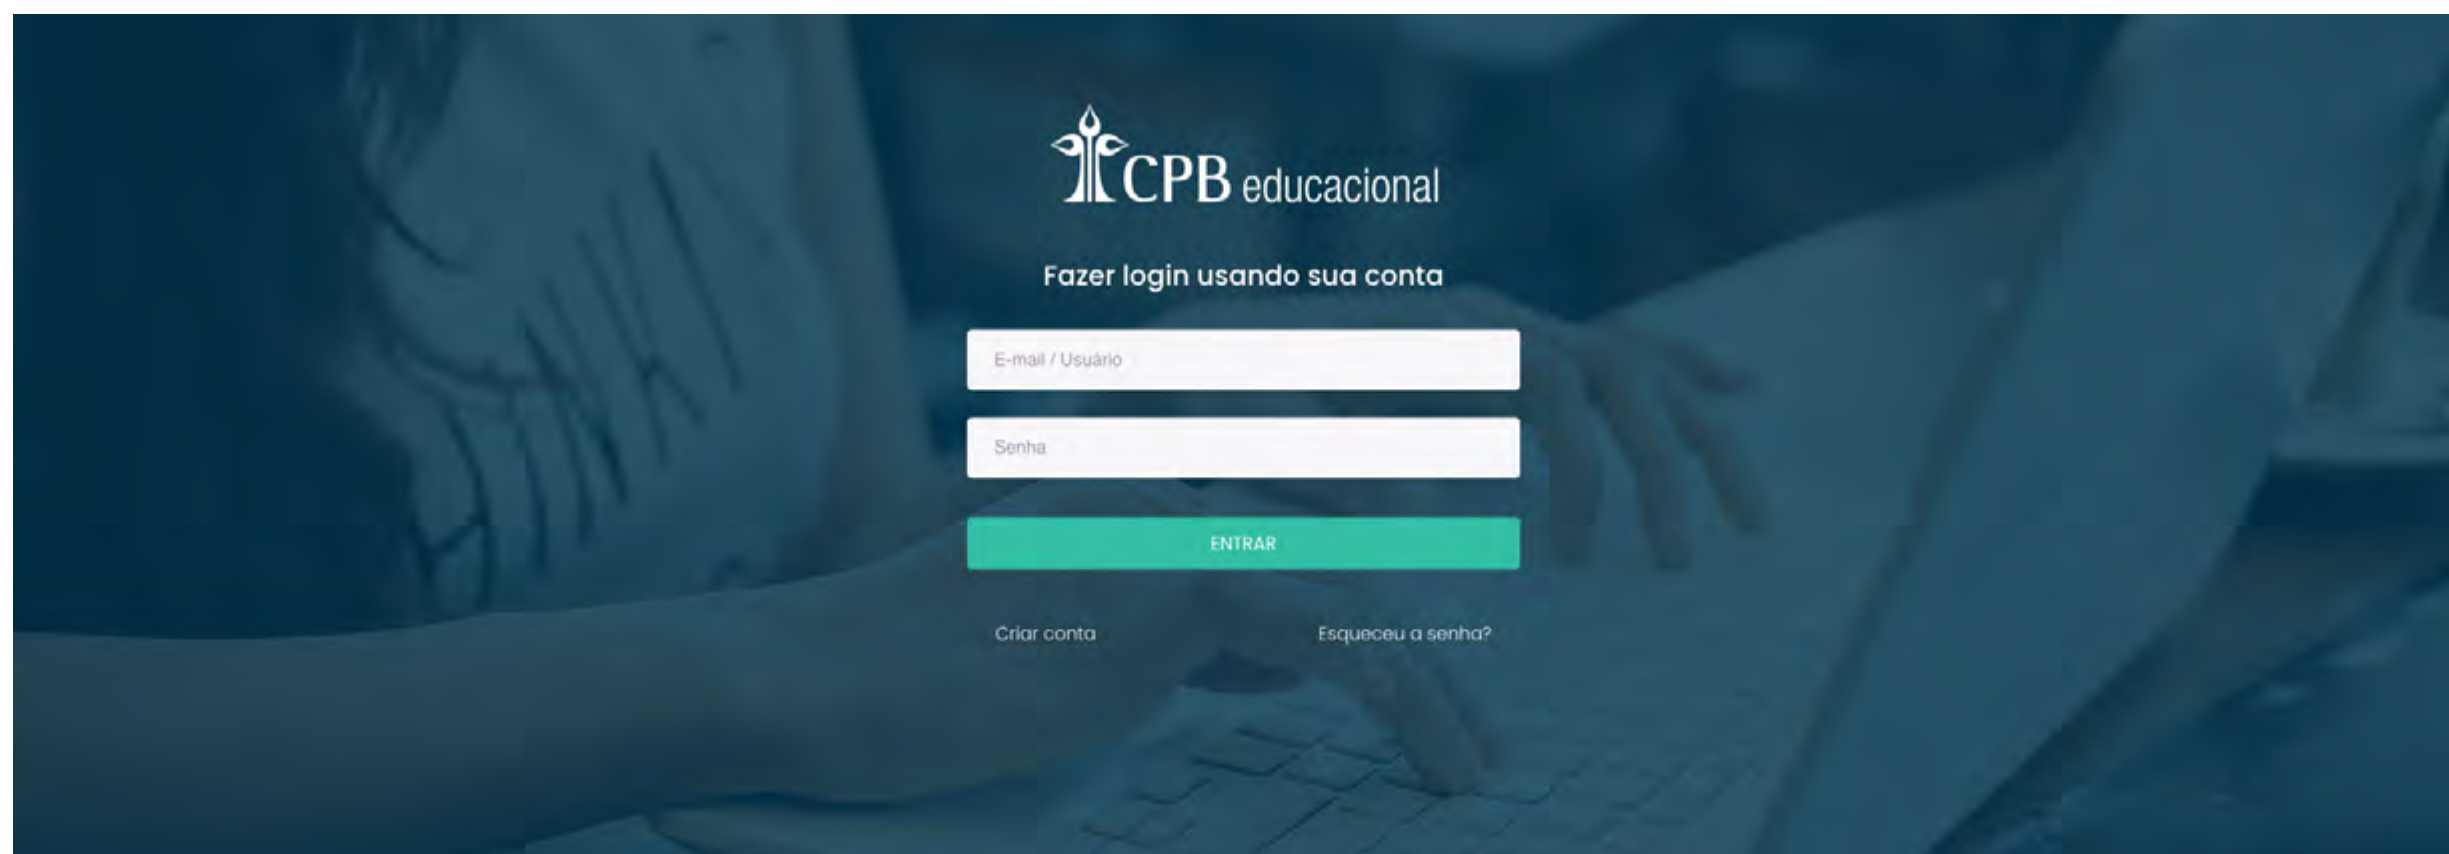 CPB educacional
Fazer login usando sua conta
E-mail / Usuário
Senha
ENTRAR
Criar conta
Esqueceu a senha?